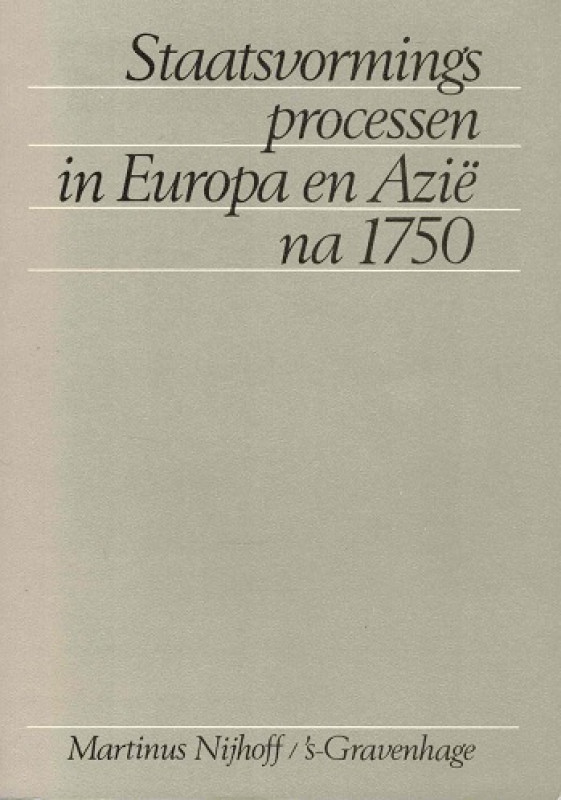 Staatsvormings
processen
in Europa en Azië
na 1750
Martinus Nijhoff / 's-Gravenhage